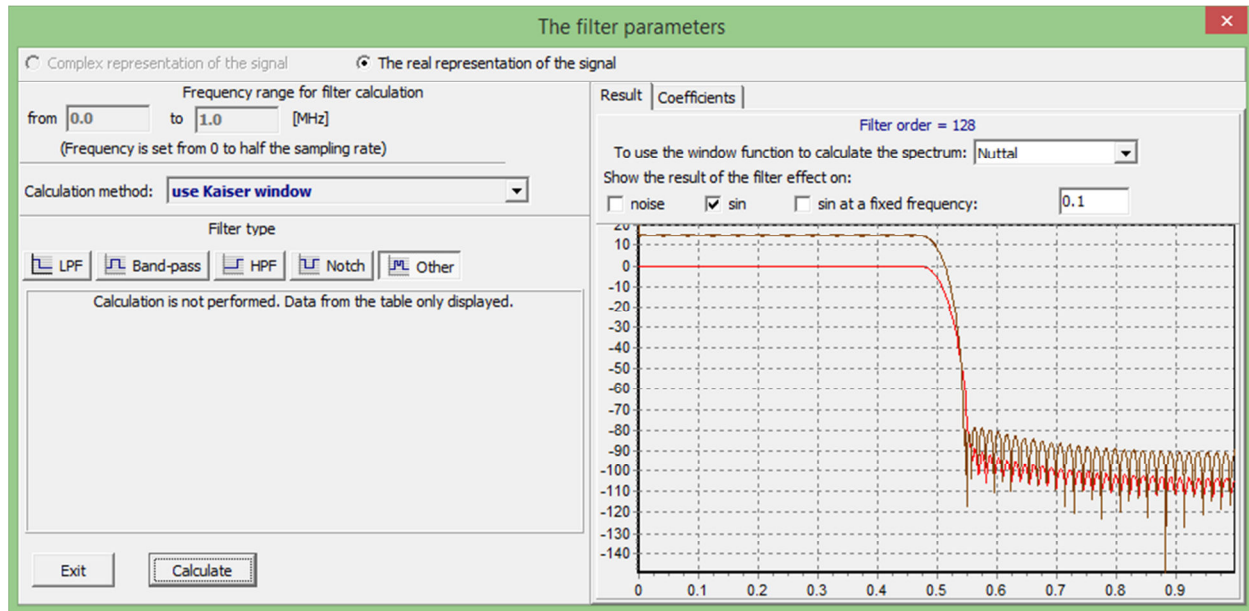 The filter parameters
Complex representation of the signal
The real representation of the signal
Frequency range for filter calculation
from 0.0 to 1.0 [MHz]
(Frequency is set from 0 to half the sampling rate)
Calculation method: use Kaiser window
Filter type
LPF Band-pass HPF Notch Other
Calculation is not performed. Data from the table only displayed.
Exit Calculate
Result Coefficients
Filter order = 128
To use the window function to calculate the spectrum: Nuttal
Show the result of the filter effect on:
noise sin sin at a fixed frequency: 0.1
20
10
0
-10
-20
-30
-40
-50
-60
-70
-80
-90
-100
-110
-120
-130
-140
0 0.1 0.2 0.3 0.4 0.5 0.6 0.7 0.8 0.9